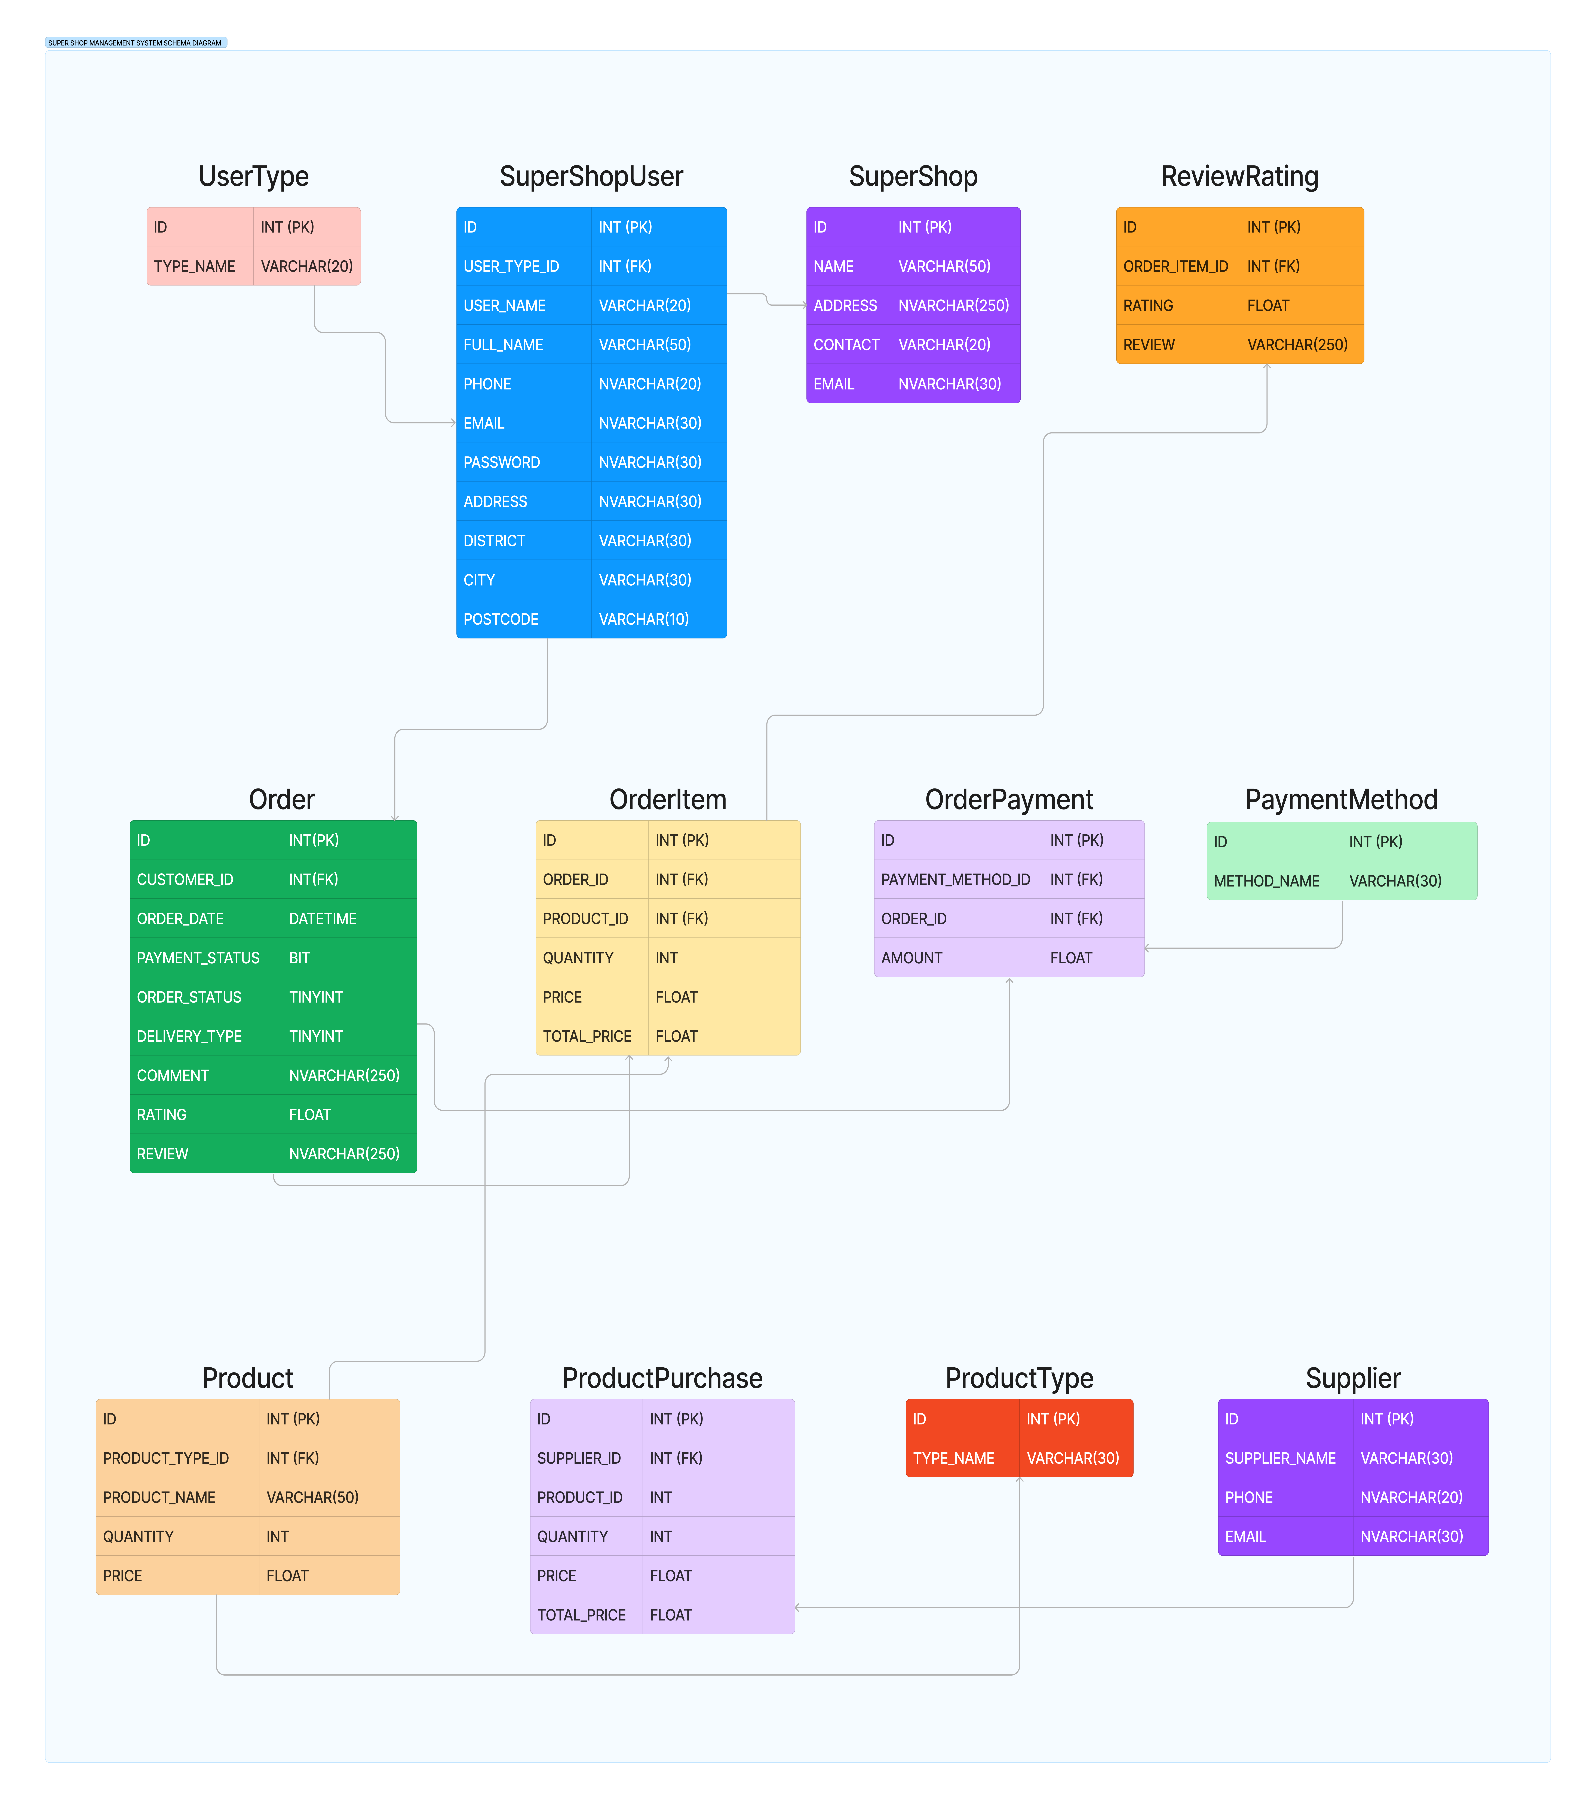 SUPER SHOP MANAGEMENT SYSTEM SCHEMA DIAGRAM
UserType
ID INT (PK)
TYPE_NAME VARCHAR(20)
SuperShopUser
ID INT (PK)
USER_TYPE_ID INT (FK)
USER_NAME VARCHAR(20)
FULL_NAME VARCHAR(50)
PHONE NVARCHAR(20)
EMAIL NVARCHAR(30)
PASSWORD NVARCHAR(30)
ADDRESS NVARCHAR(30)
DISTRICT VARCHAR(30)
CITY VARCHAR(30)
POSTCODE VARCHAR(10)
SuperShop
ID INT (PK)
NAME VARCHAR(50)
ADDRESS NVARCHAR(250)
CONTACT VARCHAR(20)
EMAIL NVARCHAR(30)
ReviewRating
ID INT (PK)
ORDER_ITEM_ID INT (FK)
RATING FLOAT
REVIEW VARCHAR(250)
Order
ID INT(PK)
CUSTOMER_ID INT(FK)
ORDER_DATE DATETIME
PAYMENT_STATUS BIT
ORDER_STATUS TINYINT
DELIVERY_TYPE TINYINT
COMMENT NVARCHAR(250)
RATING FLOAT
REVIEW NVARCHAR(250)
OrderItem
ID INT (PK)
ORDER_ID INT (FK)
PRODUCT_ID INT (FK)
QUANTITY INT
PRICE FLOAT
TOTAL_PRICE FLOAT
OrderPayment
ID INT (PK)
PAYMENT_METHOD_ID INT (FK)
ORDER_ID INT (FK)
AMOUNT FLOAT
PaymentMethod
ID INT (PK)
METHOD_NAME VARCHAR(30)
Product
ID INT (PK)
PRODUCT_TYPE_ID INT (FK)
PRODUCT_NAME VARCHAR(50)
QUANTITY INT
PRICE FLOAT
ProductPurchase
ID INT (PK)
SUPPLIER_ID INT (FK)
PRODUCT_ID INT
QUANTITY INT
PRICE FLOAT
TOTAL_PRICE FLOAT
ProductType
ID INT (PK)
TYPE_NAME VARCHAR(30)
Supplier
ID INT (PK)
SUPPLIER_NAME VARCHAR(30)
PHONE NVARCHAR(20)
EMAIL NVARCHAR(30)